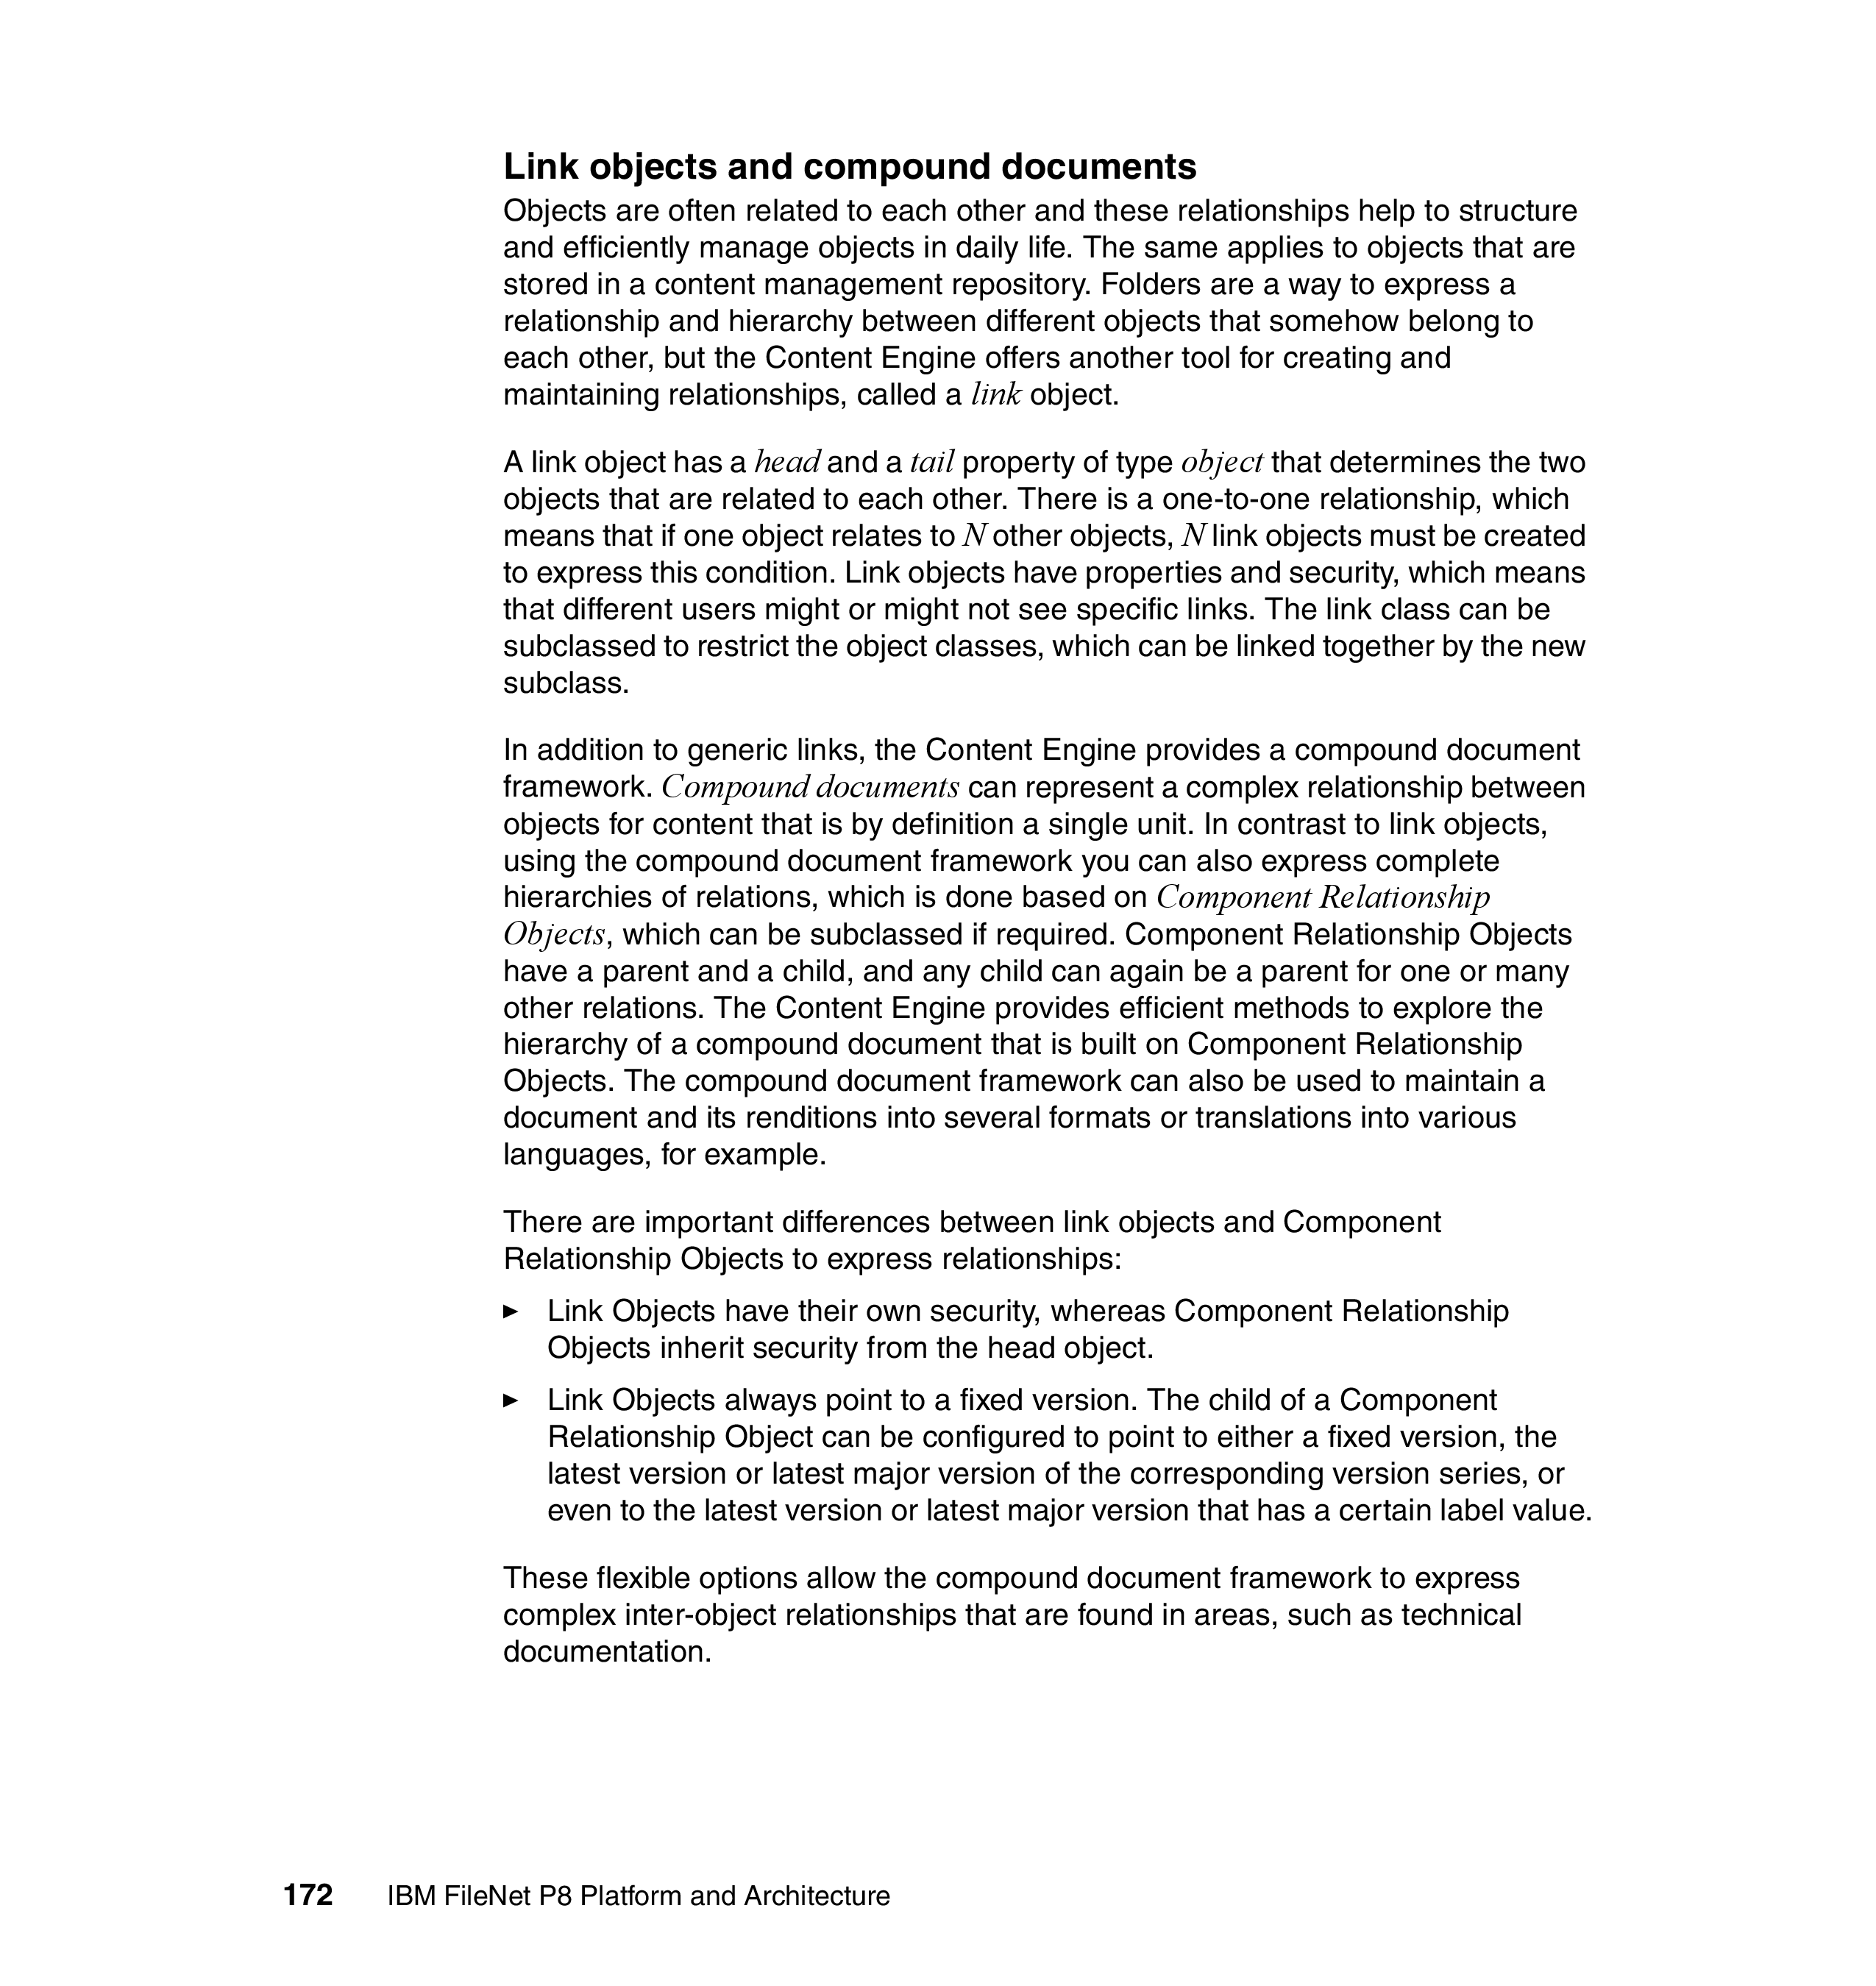 Link objects and compound documents
Objects are often related to each other and these relationships help to structure
and efficiently manage objects in daily life. The same applies to objects that are
stored in a content management repository. Folders are a way to express a
relationship and hierarchy between different objects that somehow belong to
each other, but the Content Engine offers another tool for creating and
maintaining relationships, called a link object.
A link object has a head and a tail property of type object that determines the two
objects that are related to each other. There is a one-to-one relationship, which
means that if one object relates to N other objects, N link objects must be created
to express this condition. Link objects have properties and security, which means
that different users might or might not see specific links. The link class can be
subclassed to restrict the object classes, which can be linked together by the new
subclass.
In addition to generic links, the Content Engine provides a compound document
framework. Compound documents can represent a complex relationship between
objects for content that is by definition a single unit. In contrast to link objects,
using the compound document framework you can also express complete
hierarchies of relations, which is done based on Component Relationship
Objects, which can be subclassed if required. Component Relationship Objects
have a parent and a child, and any child can again be a parent for one or many
other relations. The Content Engine provides efficient methods to explore the
hierarchy of a compound document that is built on Component Relationship
Objects. The compound document framework can also be used to maintain a
document and its renditions into several formats or translations into various
languages, for example.
There are important differences between link objects and Component
Relationship Objects to express relationships:
► Link Objects have their own security, whereas Component Relationship
Objects inherit security from the head object.
► Link Objects always point to a fixed version. The child of a Component
Relationship Object can be configured to point to either a fixed version, the
latest version or latest major version of the corresponding version series, or
even to the latest version or latest major version that has a certain label value.
These flexible options allow the compound document framework to express
complex inter-object relationships that are found in areas, such as technical
documentation.
172 IBM FileNet P8 Platform and Architecture